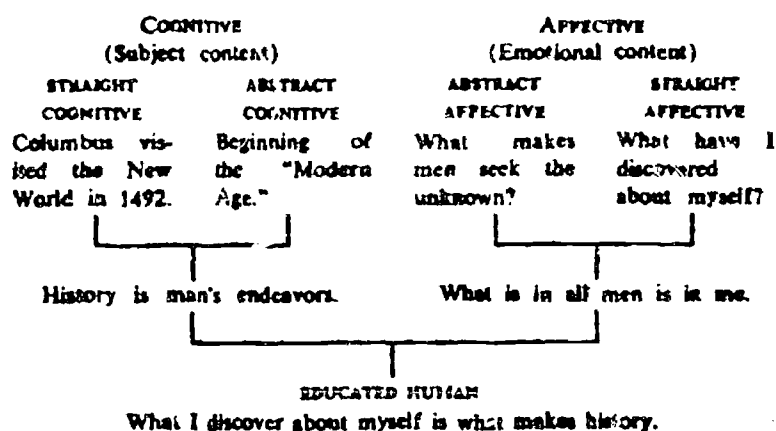 COGNITIVE
(Subject content)
AFFECTIVE
(Emotional content)
STRAIGHT
COGNITIVE
Columbus vis-
ited the New
World in 1492.
ABSTRACT
COGNITIVE
Beginning of
the "Modern
Age."
ABSTRACT
AFFECTIVE
What makes
men seek the
unknown?
STRAIGHT
AFFECTIVE
What have I
discovered
about myself?
History is man's endeavors.
What is in all men is in me.
EDUCATED HUMAN
What I discover about myself is what makes history.